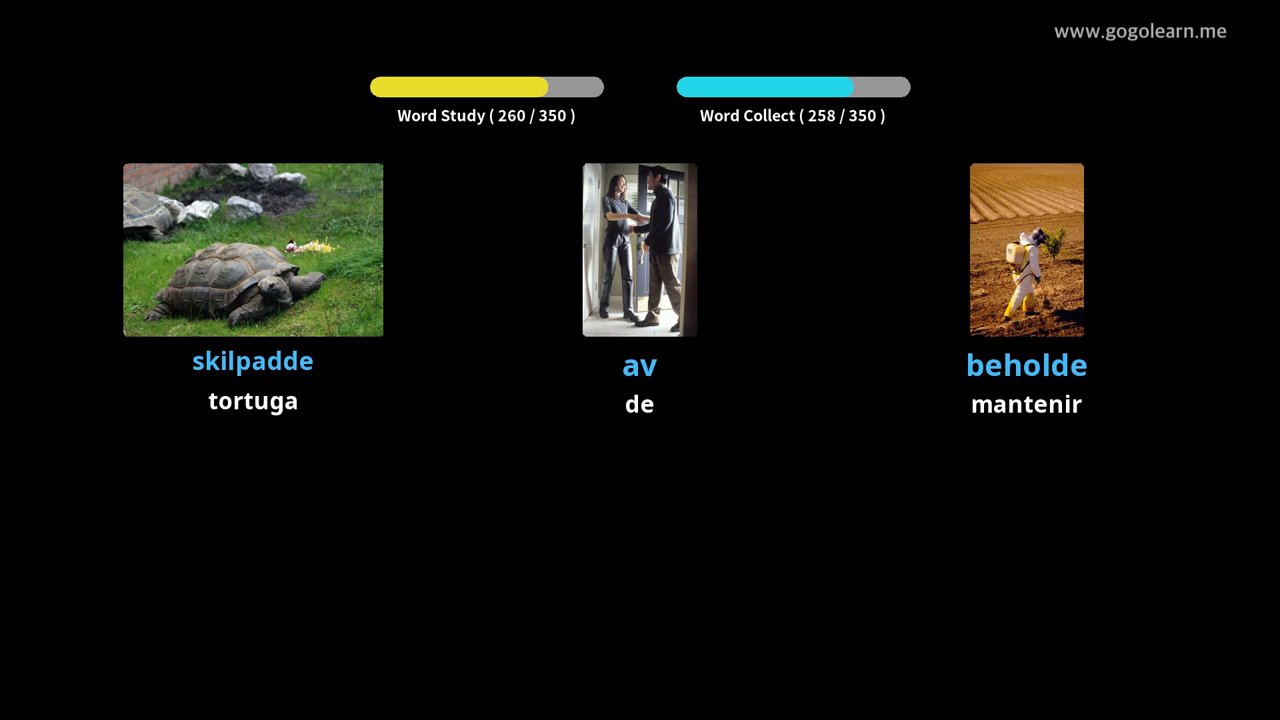 www.gogolearn.me
Word Study ( 260 / 350 )
Word Collect ( 258 / 350 )
skilpadde
tortuga
av
de
beholde
mantenir